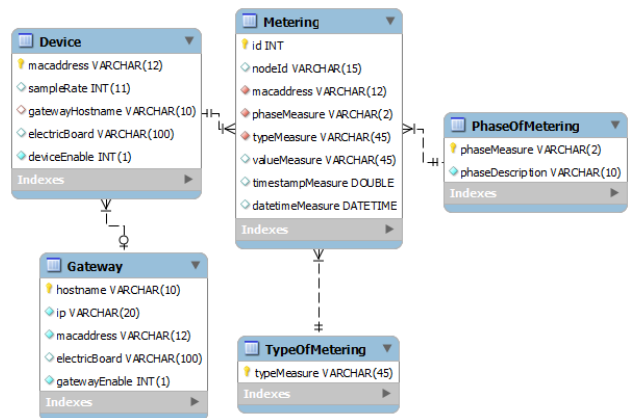 Device
macaddress VARCHAR(12)
sampleRate INT(11)
gatewayHostname VARCHAR(10)
electricBoard VARCHAR(100)
deviceEnable INT(1)
Indexes
Metering
id INT
nodeId VARCHAR(15)
macaddress VARCHAR(12)
phaseMeasure VARCHAR(2)
typeMeasure VARCHAR(45)
valueMeasure VARCHAR(45)
timestampMeasure DOUBLE
datetimeMeasure DATETIME
Indexes
PhaseOfMetering
phaseMeasure VARCHAR(2)
phaseDescription VARCHAR(10)
Indexes
Gateway
hostname VARCHAR(10)
ip VARCHAR(20)
macaddress VARCHAR(12)
electricBoard VARCHAR(100)
gatewayEnable INT(1)
Indexes
TypeOfMetering
typeMeasure VARCHAR(45)
Indexes